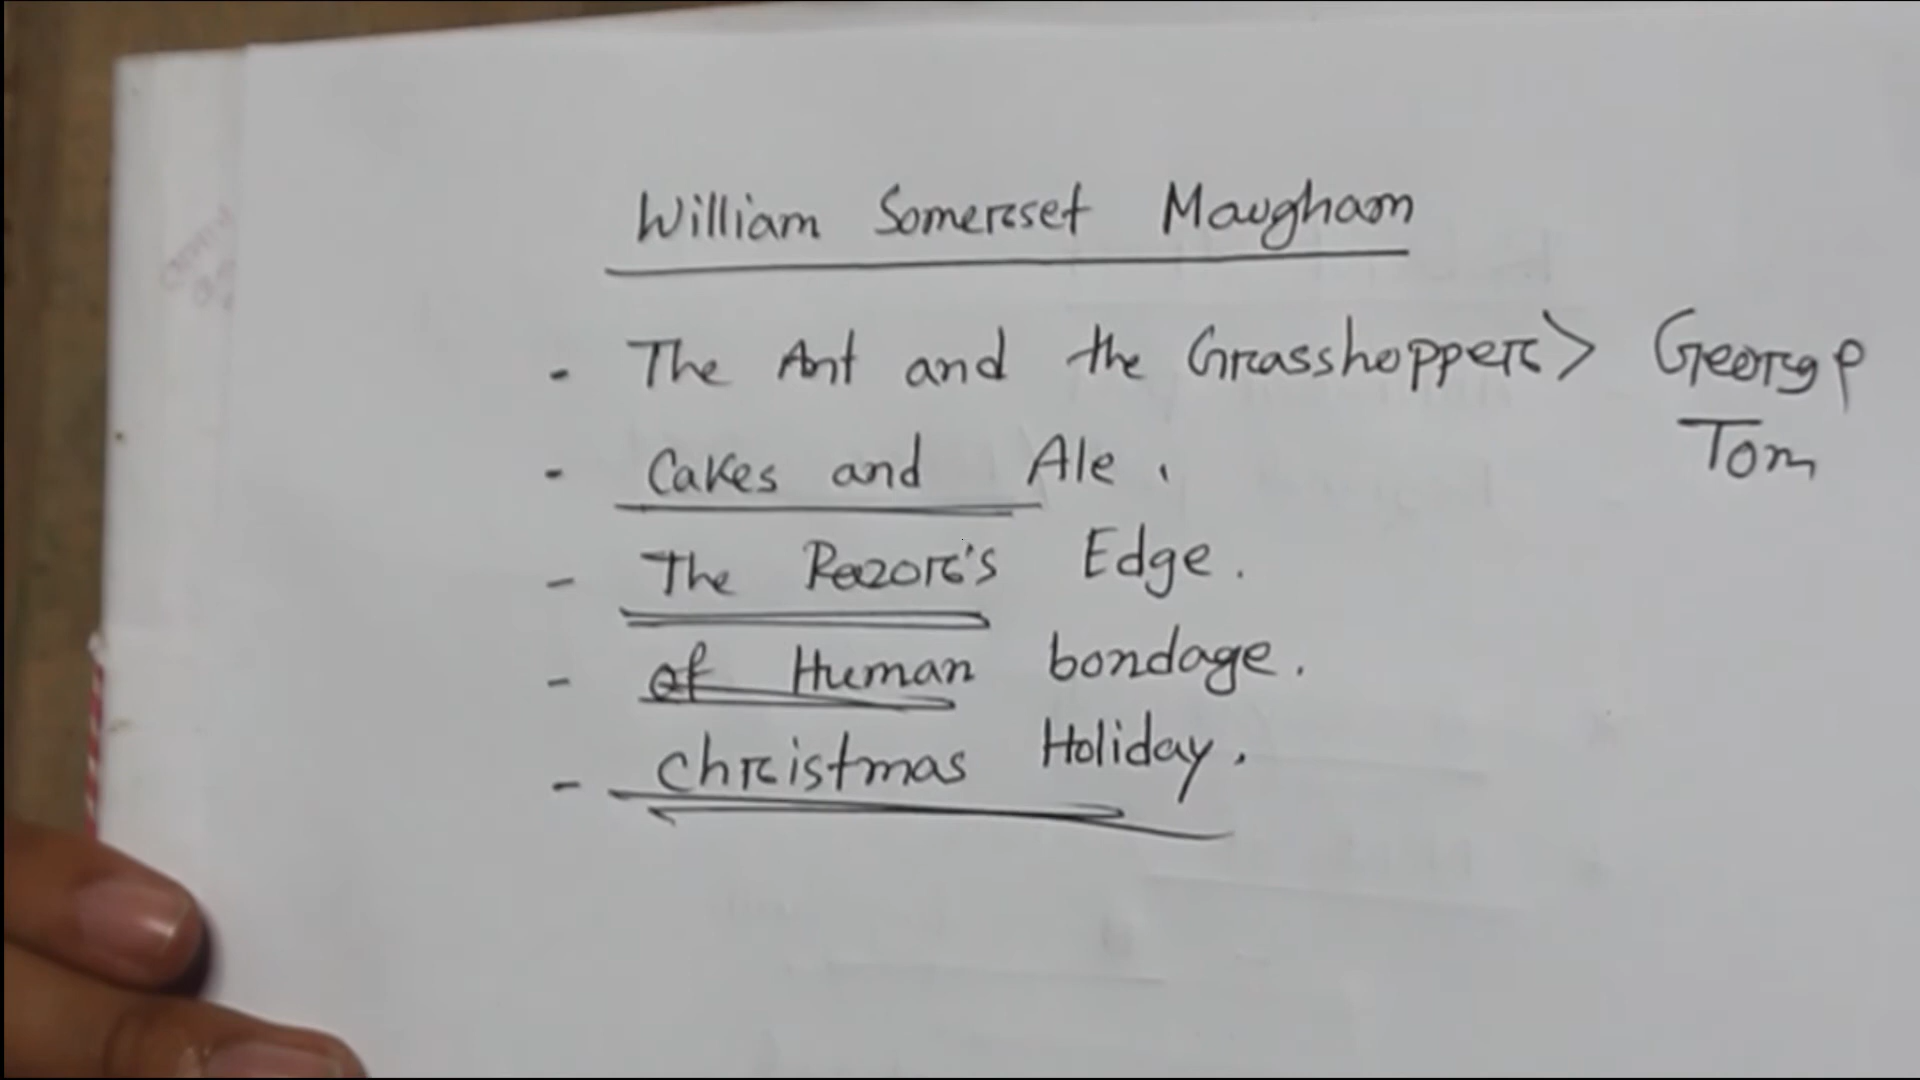 William Somerset Maugham
- The Ant and the Grasshopper > George
Tom
- Cakes and Ale.
- The Razor's Edge.
- of Human bondage.
- christmas Holiday.